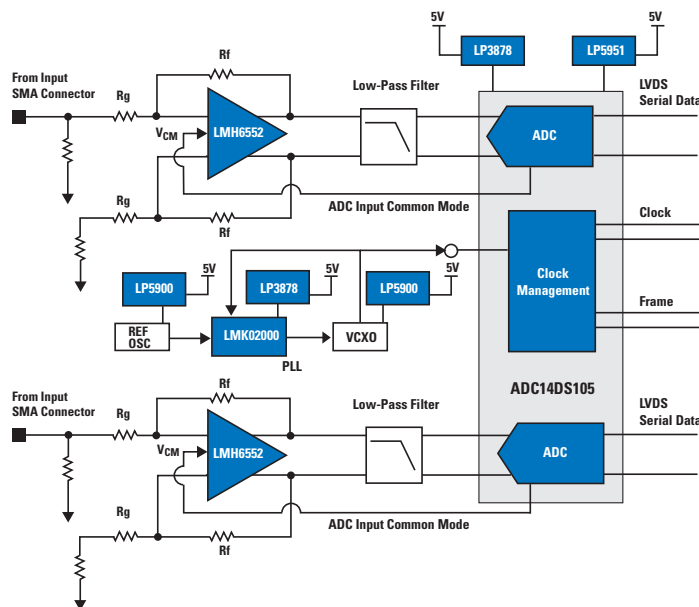 5V
5V
LP3878
LP5951
Rf
From Input
SMA Connector
Rg
Low-Pass Filter
LVDS
Serial Data
VCM
LMH6552
ADC
Rg
Rf
ADC Input Common Mode
Clock
5V
5V
5V
LP5900
LP3878
LP5900
Clock
Management
REF
OSC
LMK02000
VCXO
Frame
PLL
ADC14DS105
Rf
From Input
SMA Connector
Rg
Low-Pass Filter
LVDS
Serial Data
VCM
LMH6552
ADC
Rg
Rf
ADC Input Common Mode